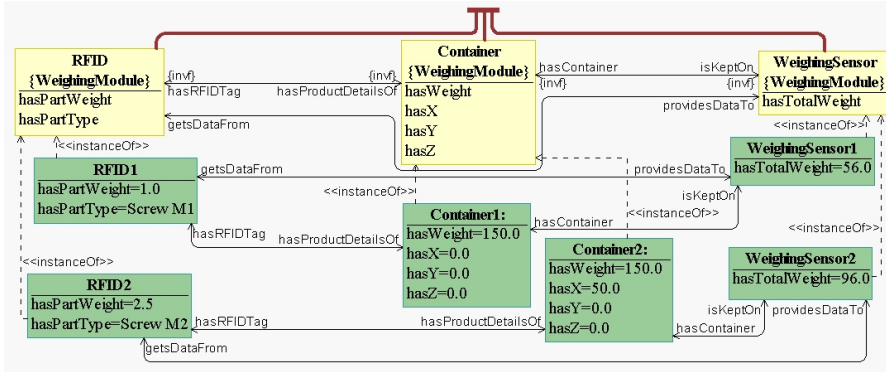 RFID
{WeighingModule}
hasPartWeight
hasPartType
{invf}
hasRFIDTag
{invf}
hasProductDetailsOf
getsDataFrom
Container
{WeighingModule}
hasWeight
hasX
hasY
hasZ
hasContainer
{invf}
isKeptOn
{invf}
providesDataTo
WeighingSensor
{WeighingModule}
hasTotalWeight
<<instanceOf>>
<<instanceOf>>
RFID1
hasPartWeight=1.0
hasPartType=Screw M1
getsDataFrom
providesDataTo
WeighingSensor1
hasTotalWeight=56.0
<<instanceOf>>
isKeptOn
<<instanceOf>>
hasRFIDTag
hasProductDetailsOf
Container1:
hasWeight=150.0
hasX=0.0
hasY=0.0
hasZ=0.0
hasContainer
<<instanceOf>>
<<instanceOf>>
Container2:
hasWeight=150.0
hasX=50.0
hasY=0.0
hasZ=0.0
WeighingSensor2
hasTotalWeight=96.0
RFID2
hasPartWeight=2.5
hasPartType=Screw M2
hasRFIDTag
hasProductDetailsOf
isKeptOn
providesDataTo
hasContainer
getsDataFrom